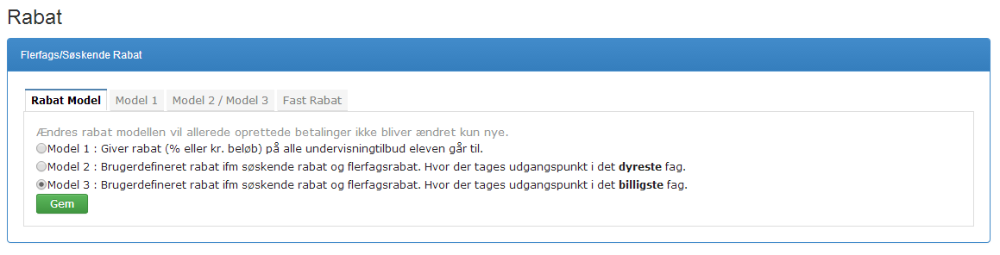 Rabat
Flerfags/Søskende Rabat
Rabat Model Model 1 Model 2 / Model 3 Fast Rabat
Ændres rabat modellen vil allerede oprettede betalinger ikke bliver ændret kun nye.
Model 1 : Giver rabat (% eller kr. beløb) på alle undervisningtilbud eleven går til.
Model 2 : Brugerdefineret rabat ifm søskende rabat og flerfagsrabat. Hvor der tages udgangspunkt i det dyreste fag.
Model 3 : Brugerdefineret rabat ifm søskende rabat og flerfagsrabat. Hvor der tages udgangspunkt i det billigste fag.
Gem